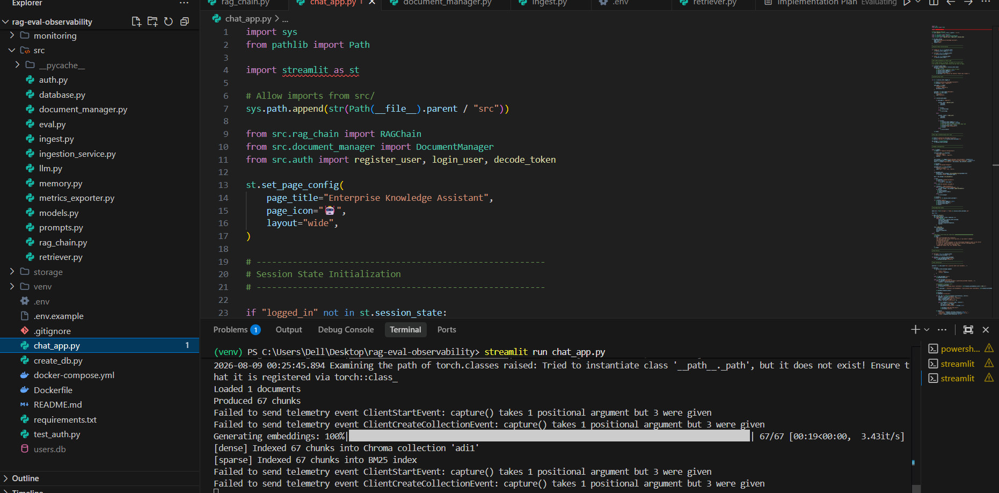 Explorer
rag-eval-observability
monitoring
src
__pycache__
auth.py
database.py
document_manager.py
eval.py
ingest.py
ingestion_service.py
llm.py
memory.py
metrics_exporter.py
models.py
prompts.py
rag_chain.py
retriever.py
storage
venv
.env
.env.example
.gitignore
chat_app.py 1
create_db.py
docker-compose.yml
Dockerfile
README.md
requirements.txt
test_auth.py
users.db
Outline
Timeline
rag_chain.py chat_app.py 1 document_manager.py ingest.py .env retriever.py Implementation Plan Evaluating
chat_app.py > ...
1 import sys
2 from pathlib import Path
3
4 import streamlit as st
5
6 # Allow imports from src/
7 sys.path.append(str(Path(__file__).parent / "src"))
8
9 from src.rag_chain import RAGChain
10 from src.document_manager import DocumentManager
11 from src.auth import register_user, login_user, decode_token
12
13 st.set_page_config(
14 page_title="Enterprise Knowledge Assistant",
15 page_icon="🤖",
16 layout="wide",
17 )
18
19 # --------------------------------------------------------
20 # Session State Initialization
21 # --------------------------------------------------------
22
23 if "logged_in" not in st.session_state:
Problems 1 Output Debug Console Terminal Ports
(venv) PS C:\Users\Dell\Desktop\rag-eval-observability> streamlit run chat_app.py
2026-08-09 00:25:45.894 Examining the path of torch.classes raised: Tried to instantiate class '__path__._path', but it does not exist! Ensure t
hat it is registered via torch::class_
Loaded 1 documents
Produced 67 chunks
Failed to send telemetry event ClientStartEvent: capture() takes 1 positional argument but 3 were given
Failed to send telemetry event ClientCreateCollectionEvent: capture() takes 1 positional argument but 3 were given
Generating embeddings: 100%| | 67/67 [00:19<00:00, 3.43it/s]
[dense] Indexed 67 chunks into Chroma collection 'adi1'
[sparse] Indexed 67 chunks into BM25 index
Failed to send telemetry event ClientStartEvent: capture() takes 1 positional argument but 3 were given
Failed to send telemetry event ClientCreateCollectionEvent: capture() takes 1 positional argument but 3 were given
powersh...
streamlit
streamlit